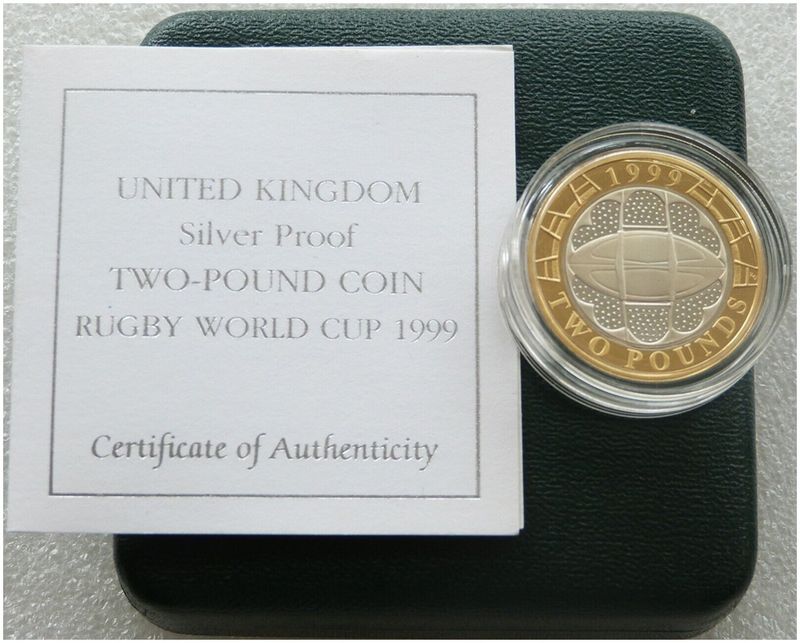 UNITED KINGDOM
Silver Proof
TWO-POUND COIN
RUGBY WORLD CUP 1999
Certificate of Authenticity
1999
TWO POUNDS